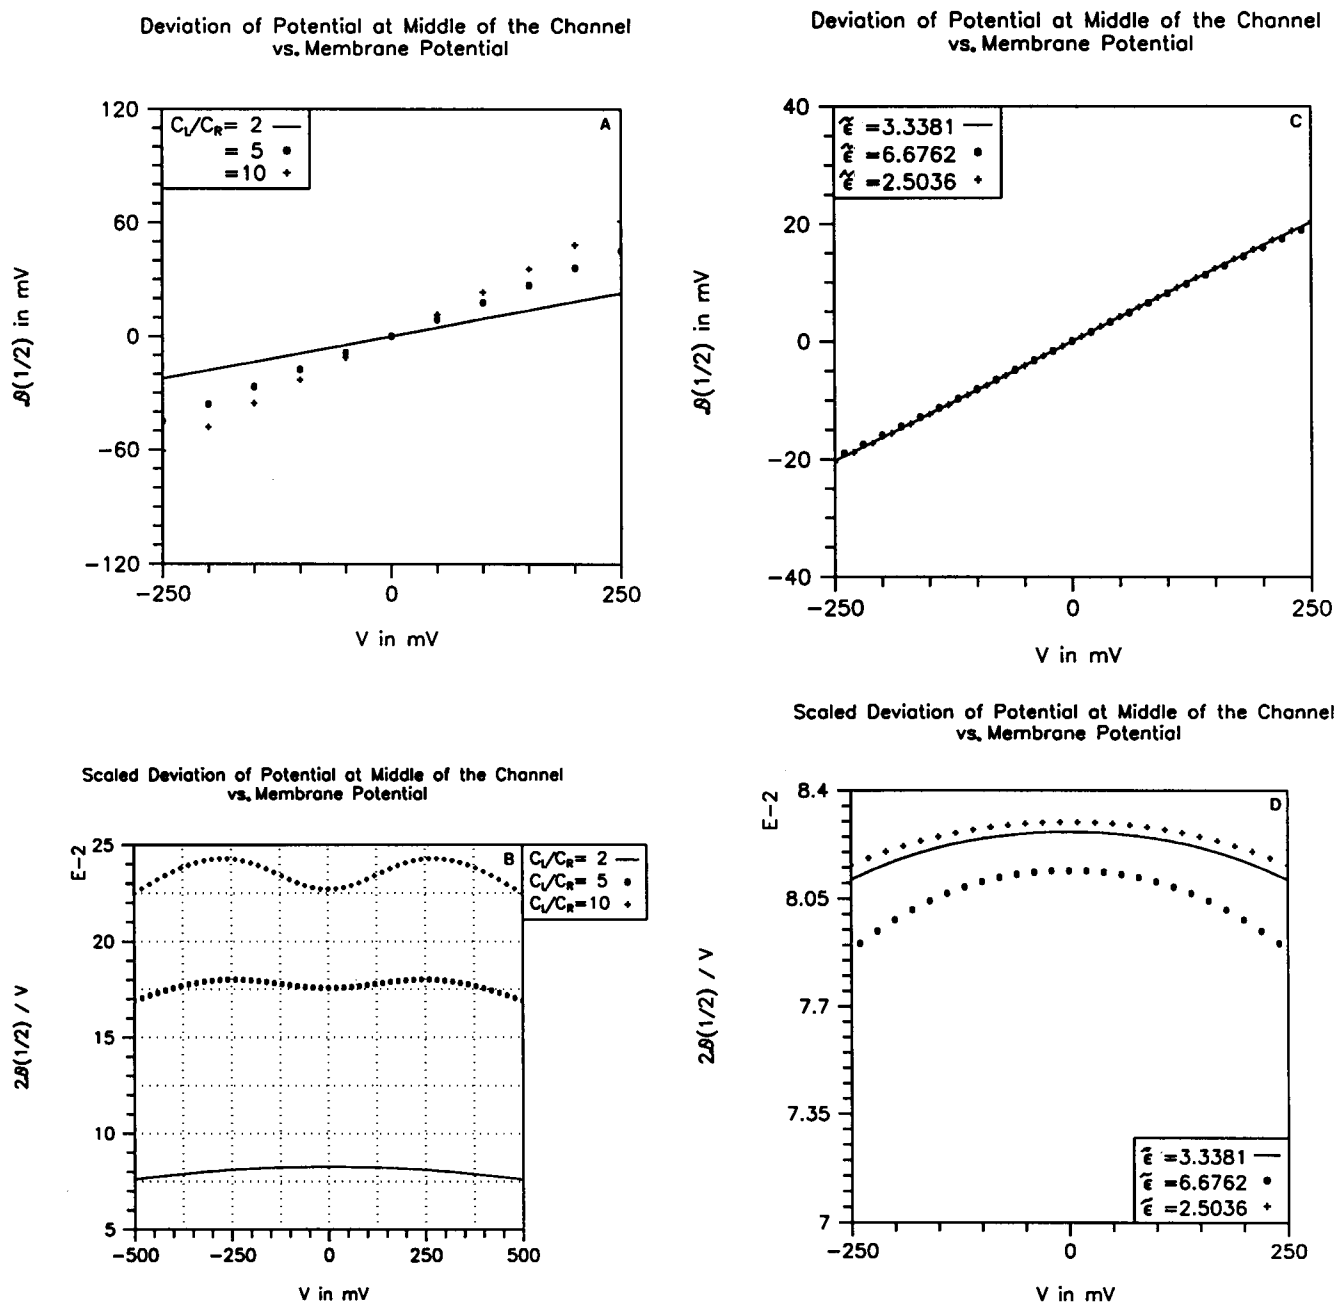 Deviation of Potential at Middle of the Channel
vs. Membrane Potential
120
60
0
-60
-120
-250
0
250
C_L/C_R= 2
= 5
=10
A
𝓑(1/2) in mV
V in mV
Deviation of Potential at Middle of the Channel
vs. Membrane Potential
40
20
0
-20
-40
-250
0
250
ε̃ =3.3381
ε̃ =6.6762
ε̃ =2.5036
C
𝓑(1/2) in mV
V in mV
Scaled Deviation of Potential at Middle of the Channel
vs. Membrane Potential
E-2
25
20
15
10
5
-500
-250
0
250
500
B
C_L/C_R= 2
C_L/C_R= 5
C_L/C_R=10
2𝓑(1/2) / V
V in mV
Scaled Deviation of Potential at Middle of the Channel
vs. Membrane Potential
E-2
8.4
8.05
7.7
7.35
7
-250
0
250
D
ε̃ =3.3381
ε̃ =6.6762
ε̃ =2.5036
2𝓑(1/2) / V
V in mV